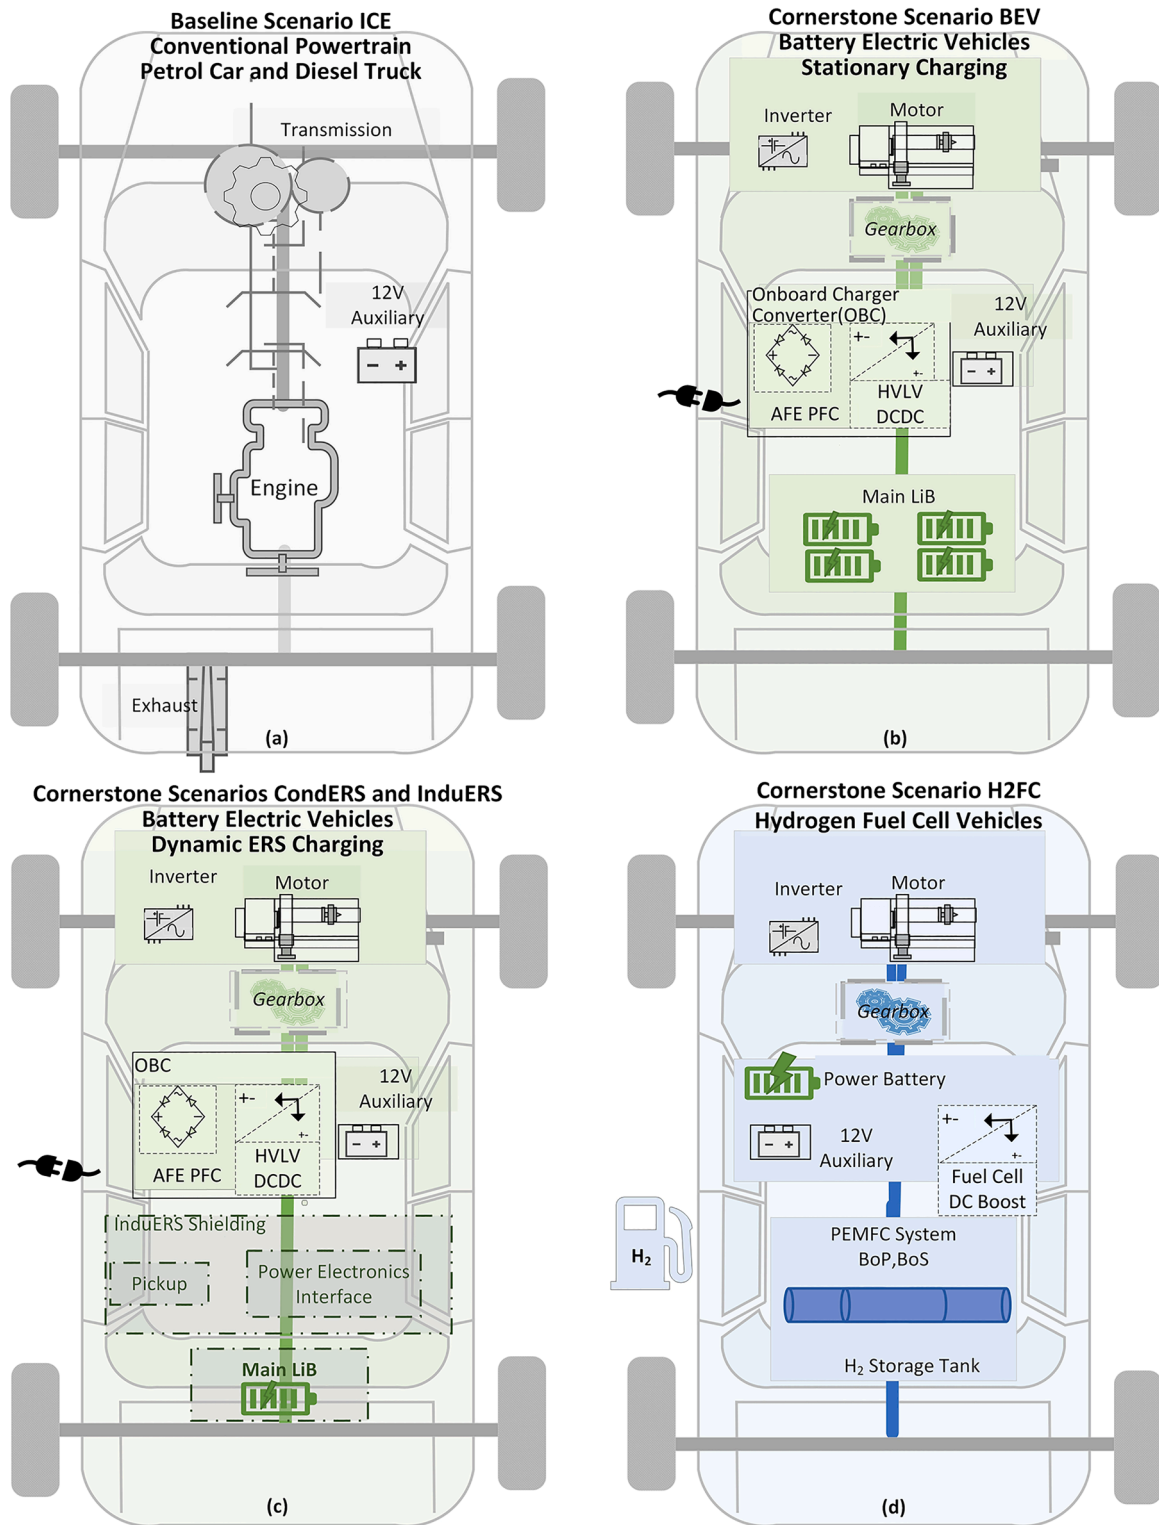 Baseline Scenario ICE
Conventional Powertrain
Petrol Car and Diesel Truck
Transmission
12V
Auxiliary
- +
Engine
Exhaust
(a)
Cornerstone Scenario BEV
Battery Electric Vehicles
Stationary Charging
Inverter
Motor
Gearbox
Onboard Charger
Converter(OBC)
12V
Auxiliary
+-
+-
- +
AFE PFC
HVLV
DCDC
Main LiB
(b)
Cornerstone Scenarios CondERS and InduERS
Battery Electric Vehicles
Dynamic ERS Charging
Inverter
Motor
Gearbox
OBC
12V
Auxiliary
+-
+-
- +
AFE PFC
HVLV
DCDC
InduERS Shielding
Pickup
Power Electronics
Interface
Main LiB
(c)
Cornerstone Scenario H2FC
Hydrogen Fuel Cell Vehicles
Inverter
Motor
Gearbox
Power Battery
12V
Auxiliary
- +
+-
+-
Fuel Cell
DC Boost
H₂
PEMFC System
BoP,BoS
H₂ Storage Tank
(d)